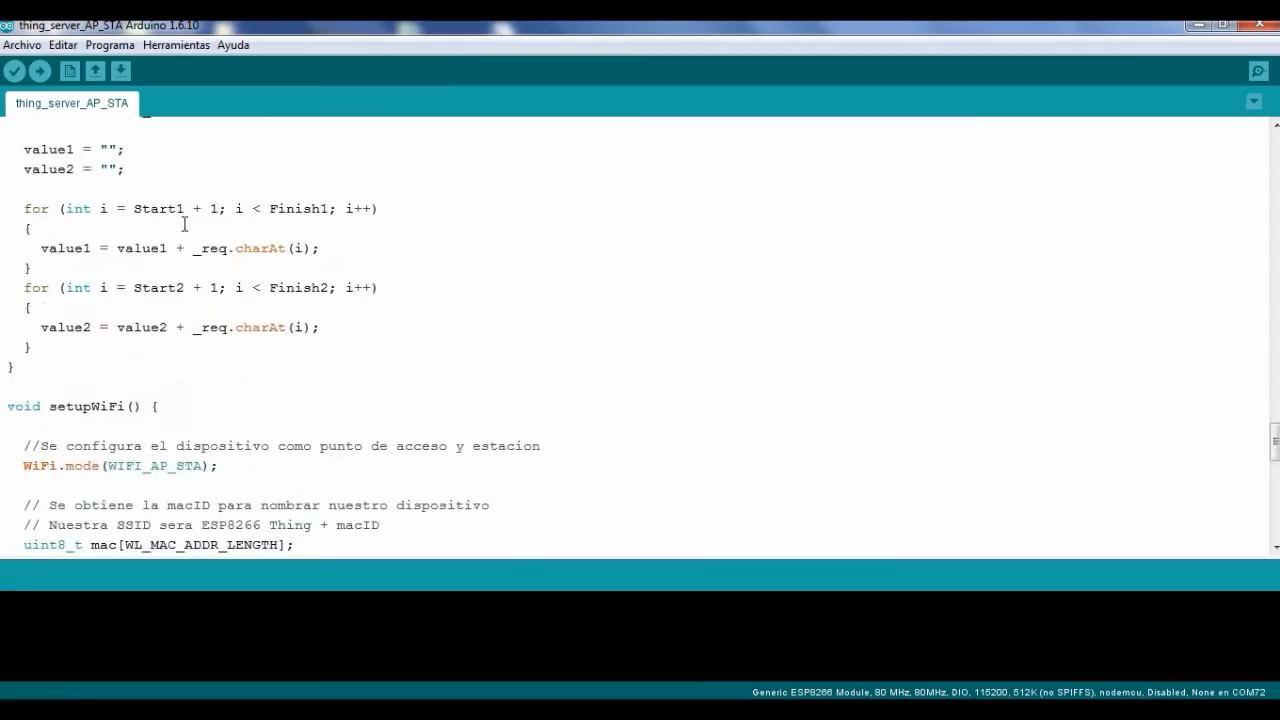 thing_server_AP_STA Arduino 1.6.10
Archivo Editar Programa Herramientas Ayuda
thing_server_AP_STA
value1 = "";
value2 = "";
for (int i = Start1 + 1; i < Finish1; i++)
{
value1 = value1 + _req.charAt(i);
}
for (int i = Start2 + 1; i < Finish2; i++)
{
value2 = value2 + _req.charAt(i);
}
}
void setupWiFi() {
//Se configura el dispositivo como punto de acceso y estacion
WiFi.mode(WIFI_AP_STA);
// Se obtiene la macID para nombrar nuestro dispositivo
// Nuestra SSID sera ESP8266 Thing + macID
uint8_t mac[WL_MAC_ADDR_LENGTH];
Generic ESP8266 Module, 80 MHz, 80MHz, DIO, 115200, 512K (no SPIFFS), nodemcu, Disabled, None en COM72